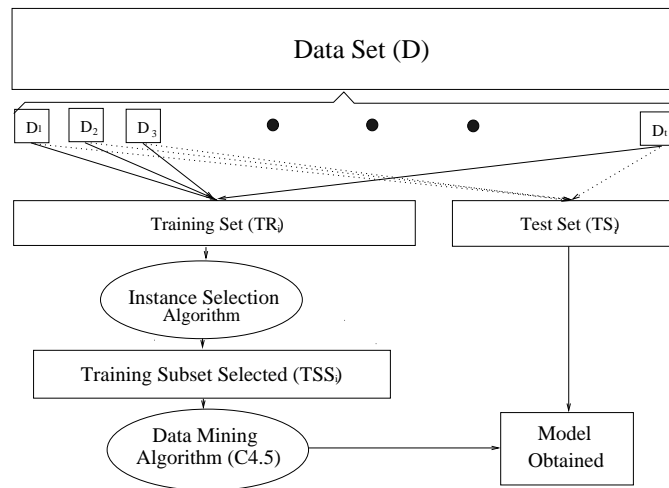 Data Set (D)
D1 D2 D3 Dt
Training Set (TRi) Test Set (TSi)
Instance Selection
Algorithm
Training Subset Selected (TSSi)
Data Mining
Algorithm (C4.5)
Model
Obtained